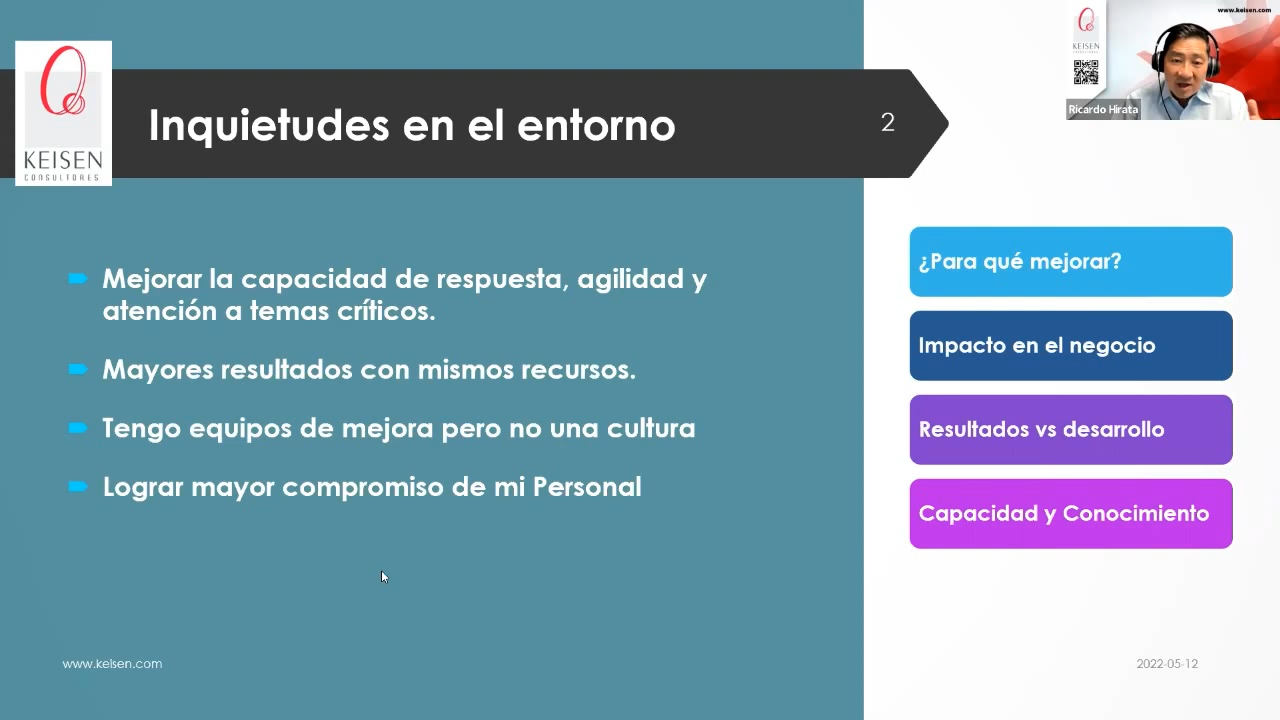 www.keisen.com
KEISEN
Ricardo Hirata
KEISEN
CONSULTORES
Inquietudes en el entorno
2
Mejorar la capacidad de respuesta, agilidad y
atención a temas críticos.
Mayores resultados con mismos recursos.
Tengo equipos de mejora pero no una cultura
Lograr mayor compromiso de mi Personal
¿Para qué mejorar?
Impacto en el negocio
Resultados vs desarrollo
Capacidad y Conocimiento
www.keisen.com
2022-05-12